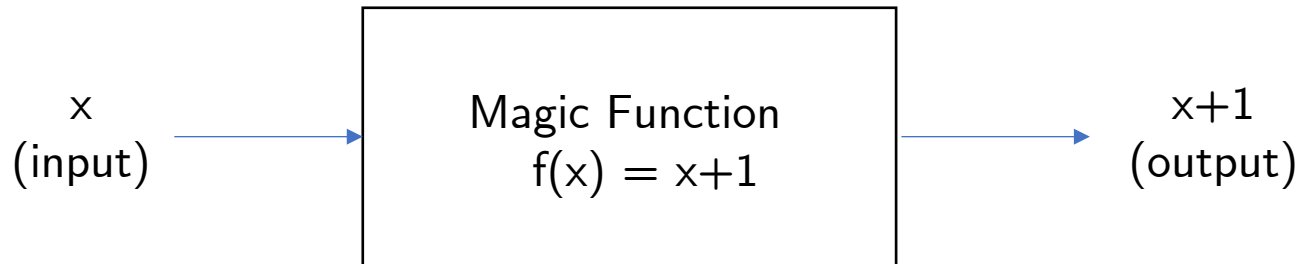 x
(input)
Magic Function
f(x) = x+1
x+1
(output)